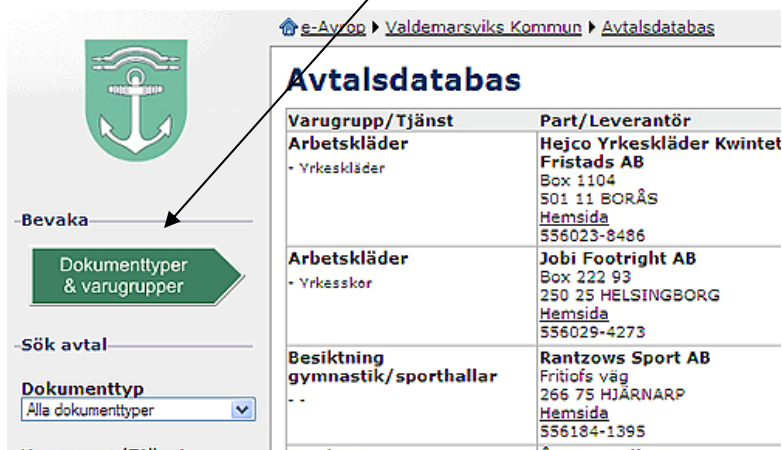 e-Avrop Valdemarsviks Kommun Avtalsdatabas
Avtalsdatabas
Varugrupp/Tjänst Part/Leverantör
Arbetskläder
- Yrkeskläder
Hejco Yrkeskläder Kwintet
Fristads AB
Box 1104
501 11 BORÅS
Hemsida
556023-8486
Arbetskläder
- Yrkesskor
Jobi Footright AB
Box 222 93
250 25 HELSINGBORG
Hemsida
556029-4273
Besiktning
gymnastik/sporthallar
- -
Rantzows Sport AB
Fritiofs väg
266 75 HJÄRNARP
Hemsida
556184-1395
Bevaka
Dokumenttyper
& varugrupper
Sök avtal
Dokumenttyp
Alla dokumenttyper